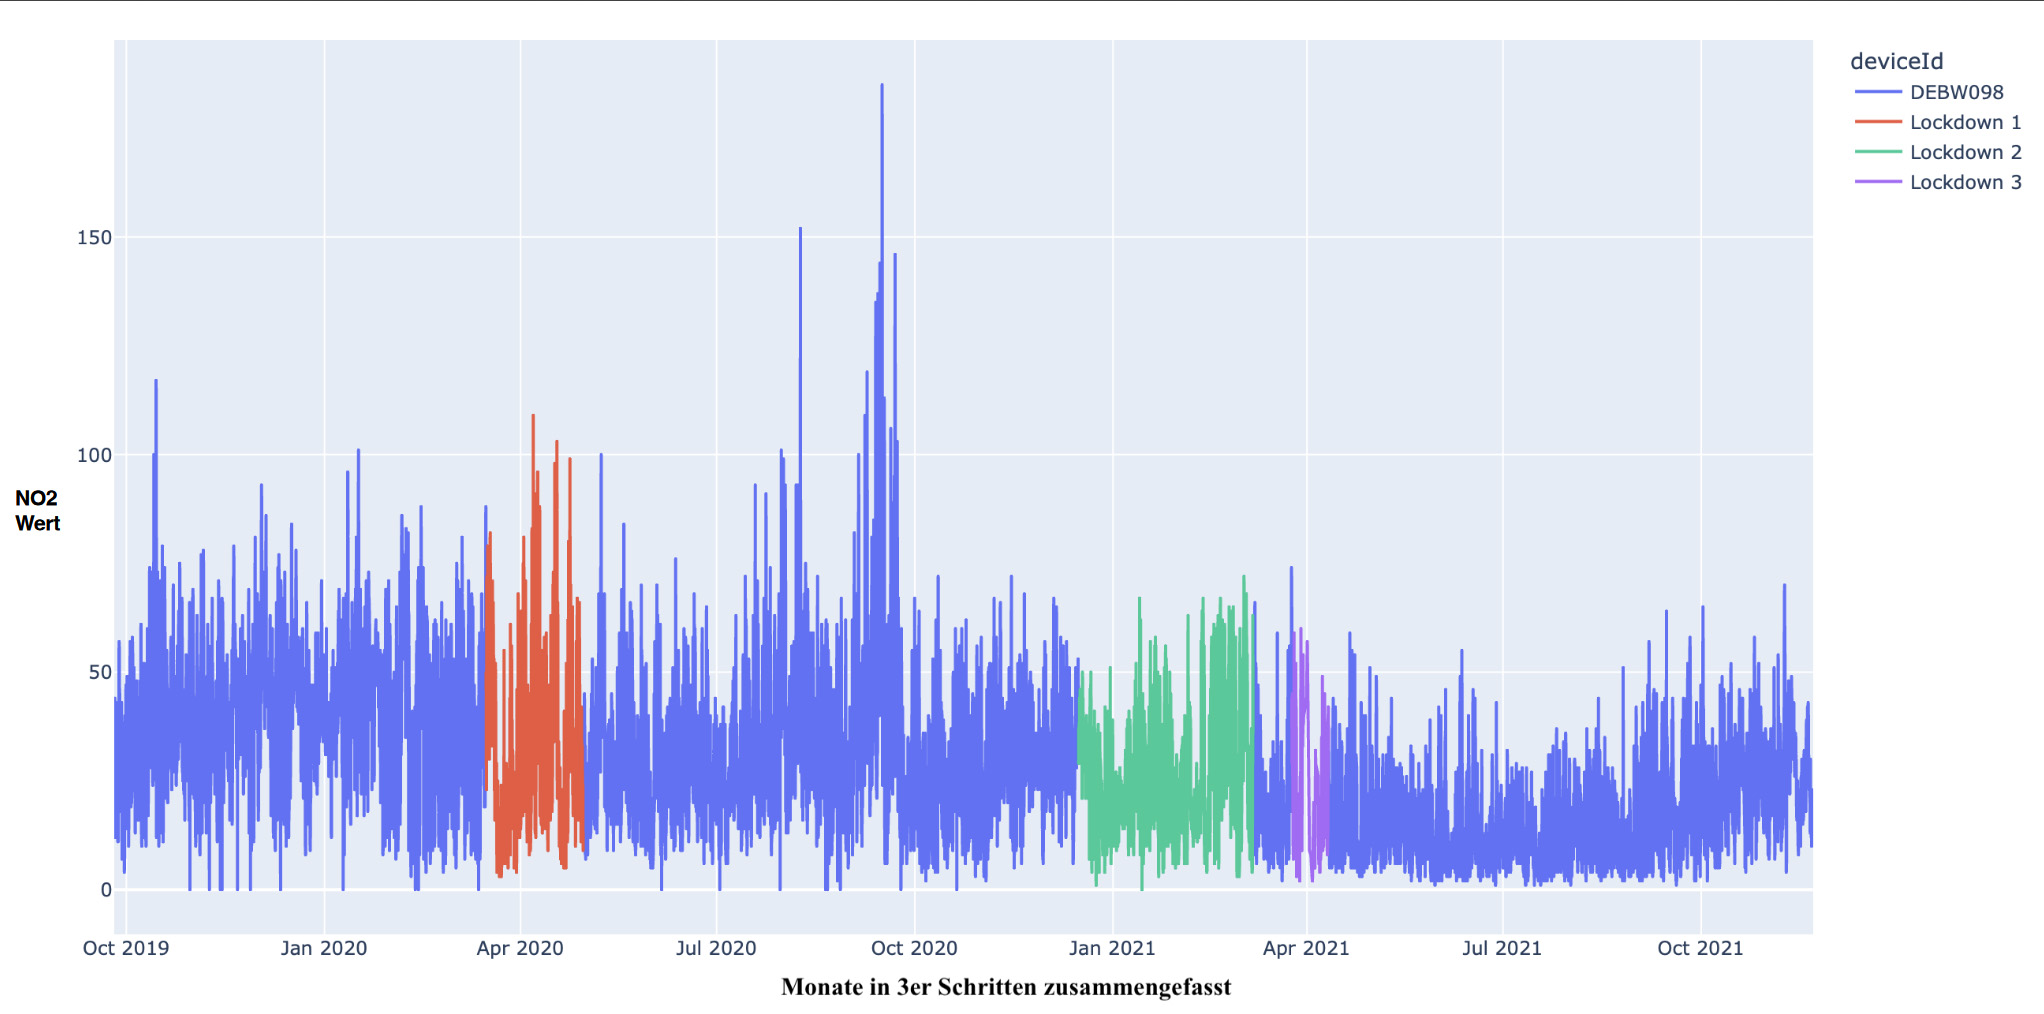 deviceId
DEBW098
Lockdown 1
Lockdown 2
Lockdown 3
150
100
50
0
NO2
Wert
Oct 2019 Jan 2020 Apr 2020 Jul 2020 Oct 2020 Jan 2021 Apr 2021 Jul 2021 Oct 2021
Monate in 3er Schritten zusammengefasst